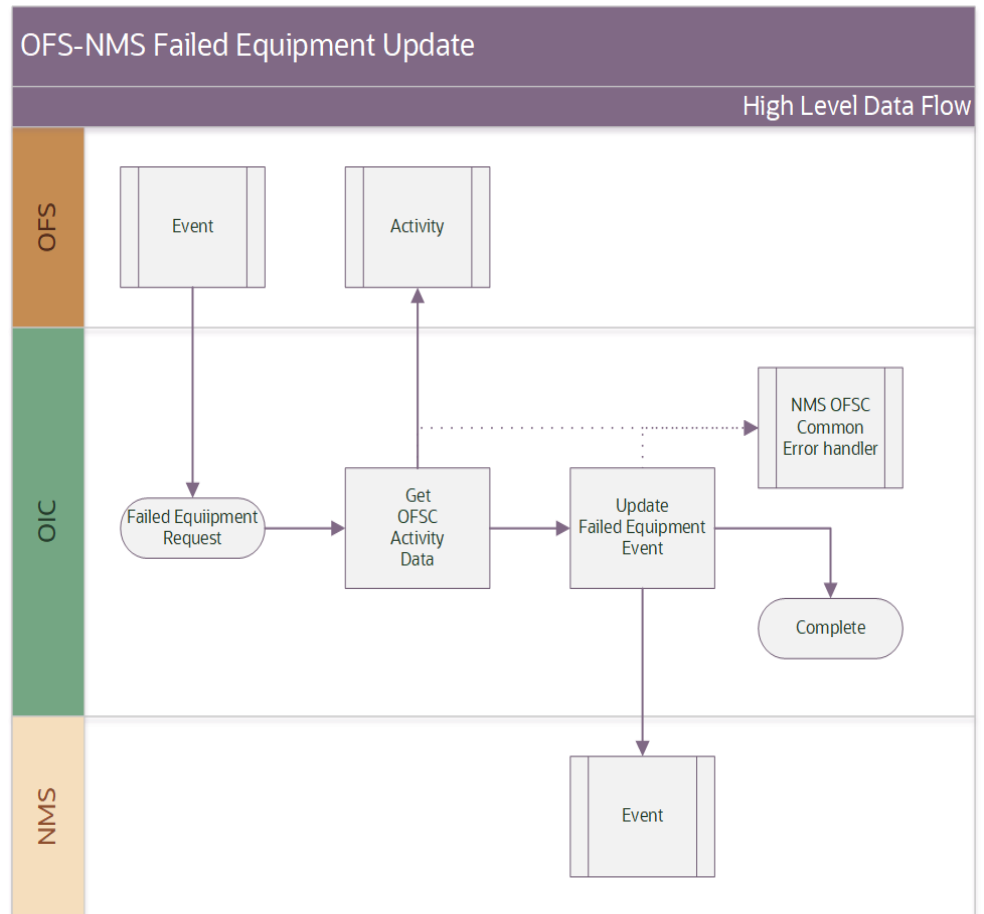 OFS-NMS Failed Equipment Update
High Level Data Flow
OFS
Event
Activity
OIC
NMS OFSC
Common
Error handler
Failed Equiipment
Request
Get
OFSC
Activity
Data
Update
Failed Equipment
Event
Complete
NMS
Event